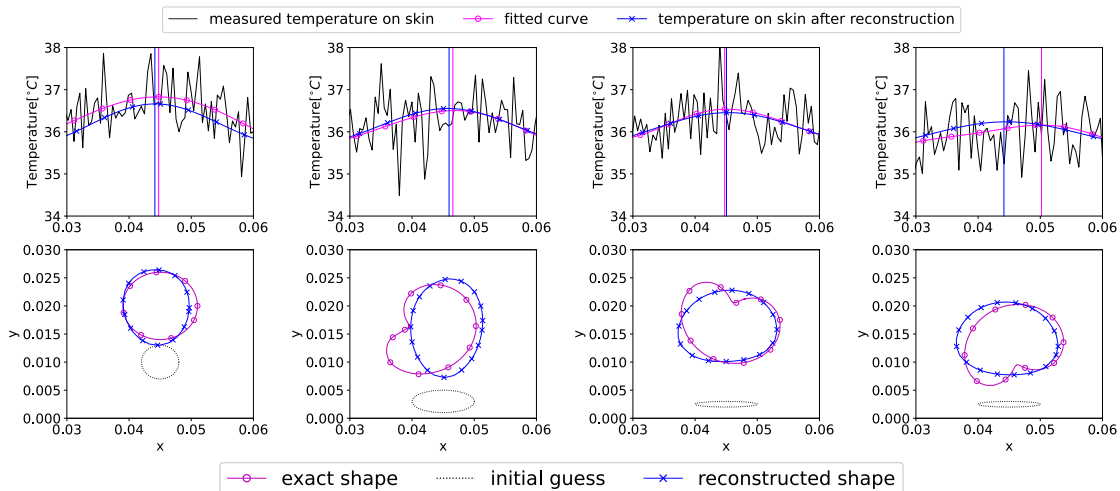 measured temperature on skin fitted curve temperature on skin after reconstruction
38 38 38 38
37 37 37 37
Temperature[°C] Temperature[°C] Temperature[°C] Temperature[°C]
36 36 36 36
35 35 35 35
34 34 34 34
0.03 0.04 0.05 0.06 0.03 0.04 0.05 0.06 0.03 0.04 0.05 0.06 0.03 0.04 0.05 0.06
0.030 0.030 0.030 0.030
0.025 0.025 0.025 0.025
0.020 0.020 0.020 0.020
y y y y
0.015 0.015 0.015 0.015
0.010 0.010 0.010 0.010
0.005 0.005 0.005 0.005
0.000 0.000 0.000 0.000
0.03 0.04 0.05 0.06 0.03 0.04 0.05 0.06 0.03 0.04 0.05 0.06 0.03 0.04 0.05 0.06
x x x x
exact shape initial guess reconstructed shape